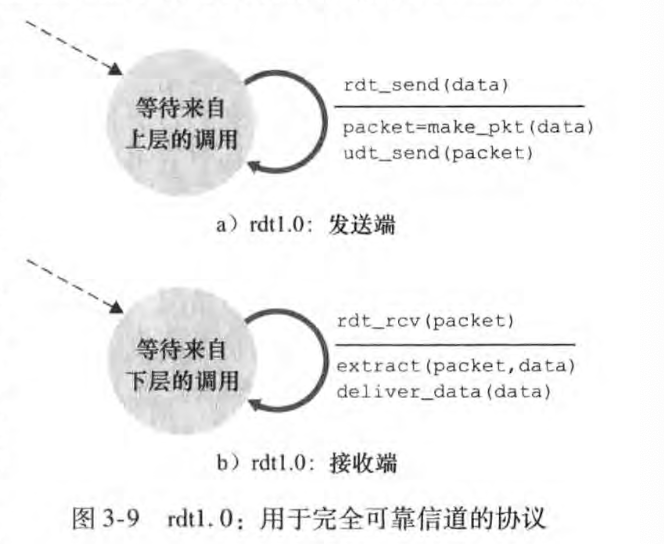 等待来自
上层的调用
rdt_send(data)
packet=make_pkt(data)
udt_send(packet)
a) rdt1.0: 发送端
等待来自
下层的调用
rdt_rcv(packet)
extract(packet,data)
deliver_data(data)
b) rdt1.0: 接收端
图 3-9 rdt1.0: 用于完全可靠信道的协议